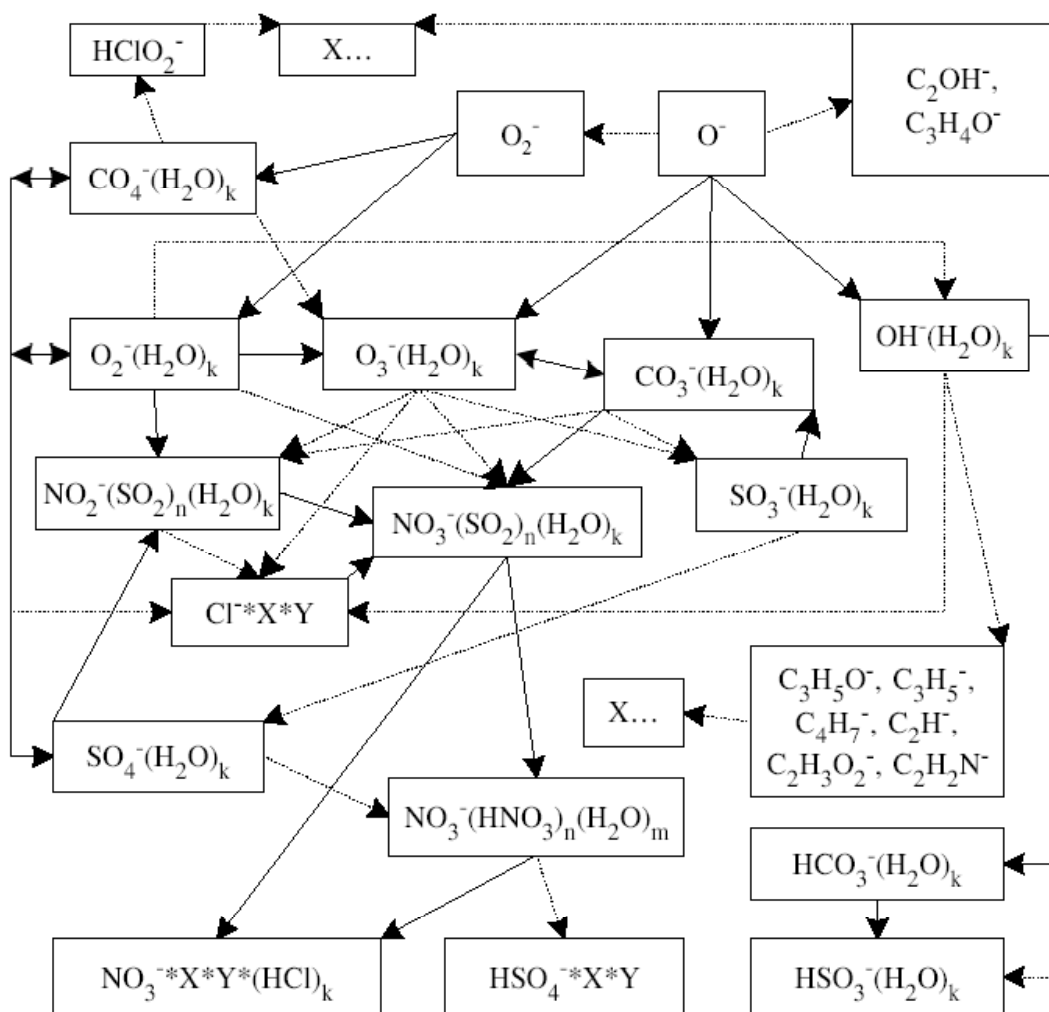 HClO₂⁻
X...
C₂OH⁻,
C₃H₄O⁻
O₂⁻
O⁻
CO₄⁻(H₂O)ₖ
O₂⁻(H₂O)ₖ
O₃⁻(H₂O)ₖ
CO₃⁻(H₂O)ₖ
OH⁻(H₂O)ₖ
NO₂⁻(SO₂)ₙ(H₂O)ₖ
NO₃⁻(SO₂)ₙ(H₂O)ₖ
SO₃⁻(H₂O)ₖ
Cl⁻*X*Y
C₃H₅O⁻, C₃H₅⁻,
C₄H₇⁻, C₂H⁻,
C₂H₃O₂⁻, C₂H₂N⁻
X...
SO₄⁻(H₂O)ₖ
NO₃⁻(HNO₃)ₙ(H₂O)ₘ
HCO₃⁻(H₂O)ₖ
NO₃⁻*X*Y*(HCl)ₖ
HSO₄⁻*X*Y
HSO₃⁻(H₂O)ₖ